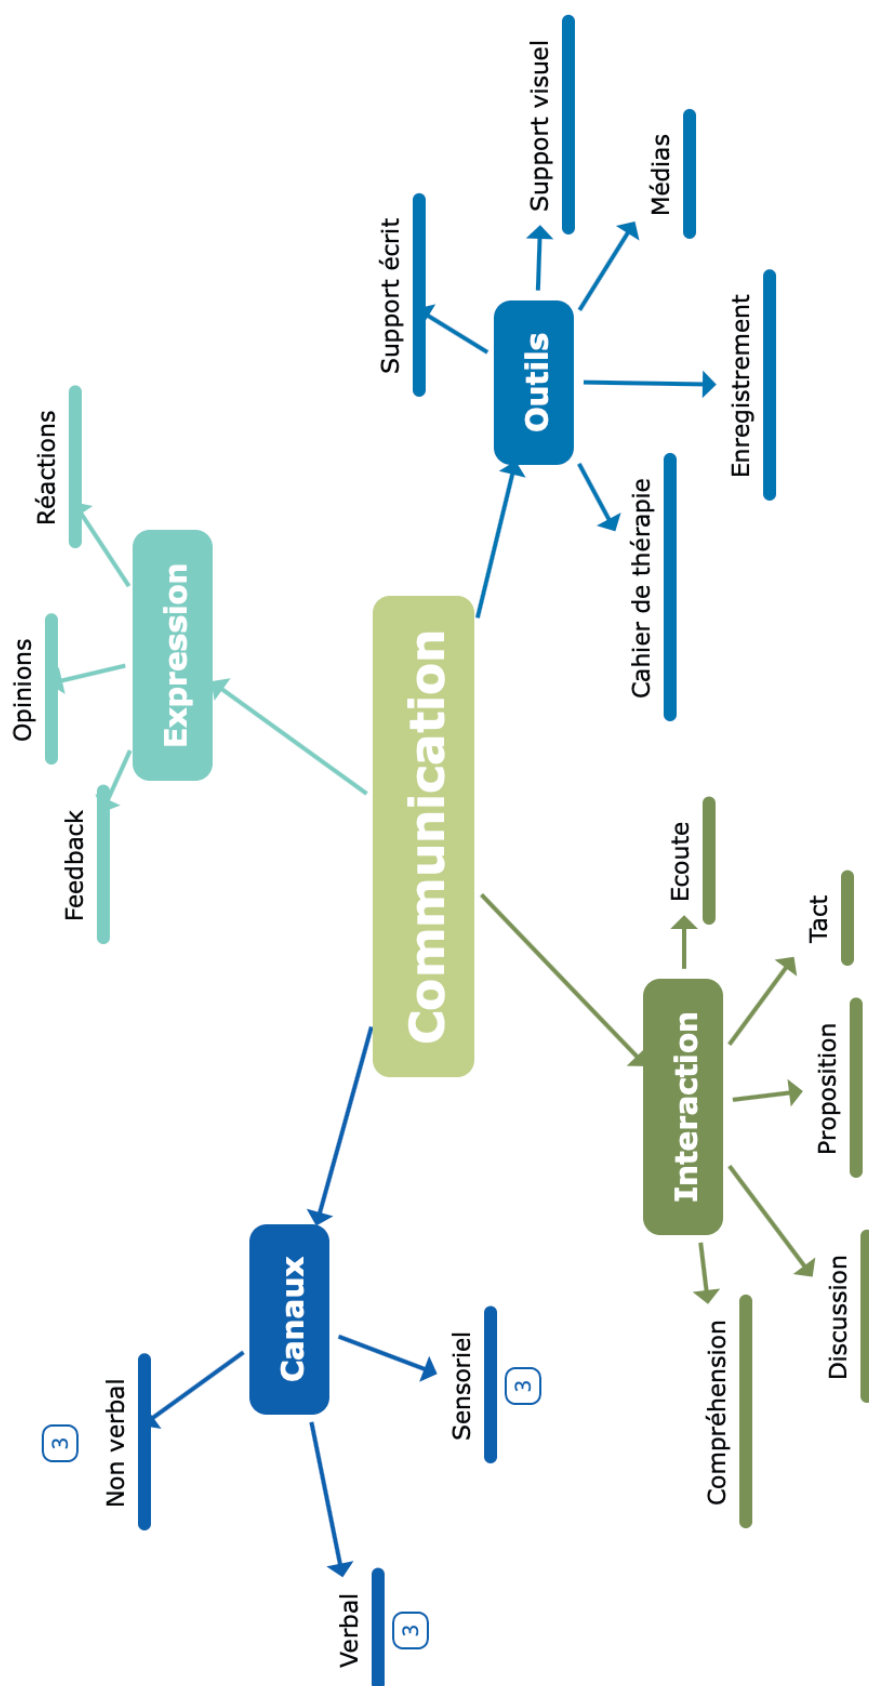 Communication
Canaux
Non verbal
3
Verbal
3
Sensoriel
3
Expression
Feedback
Opinions
Réactions
Outils
Support écrit
Support visuel
Médias
Enregistrement
Cahier de thérapie
Interaction
Ecoute
Tact
Proposition
Discussion
Compréhension